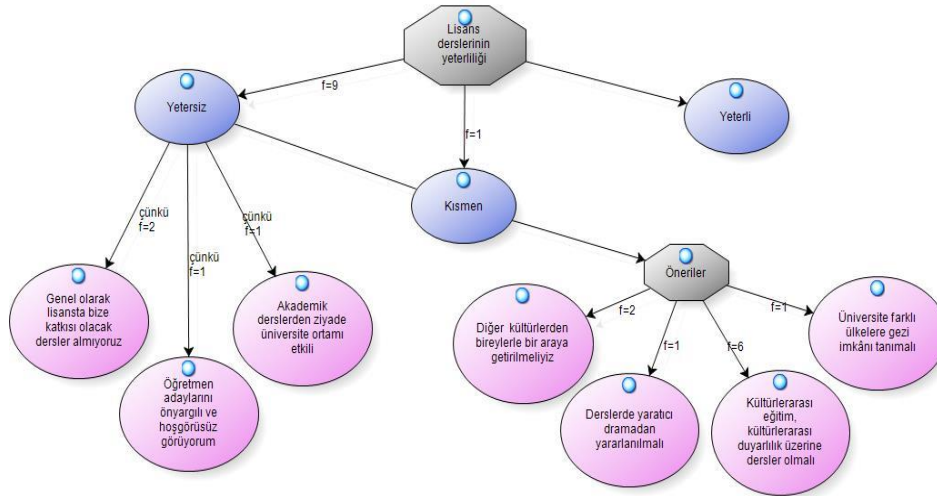 Lisans
derslerinin
yeterliliği
f=9
Yetersiz
Yeterli
f=1
Kısmen
çünkü
f=2
çünkü
f=1
çünkü
f=1
Öneriler
Genel olarak
lisansta bize
katkısı olacak
dersler almıyoruz
Akademik
derslerden ziyade
üniversite ortamı
etkili
Öğretmen
adaylarını
önyargılı ve
hoşgörüsüz
görüyorum
f=2
f=1
f=6
f=1
Diğer kültürlerden
bireylerle bir araya
getirilmeliyiz
Üniversite farklı
ülkelere gezi
imkânı tanımalı
Derslerde yaratıcı
dramadan
yararlanılmalı
Kültürlerarası
eğitim,
kültürlerarası
duyarlılık üzerine
dersler olmalı